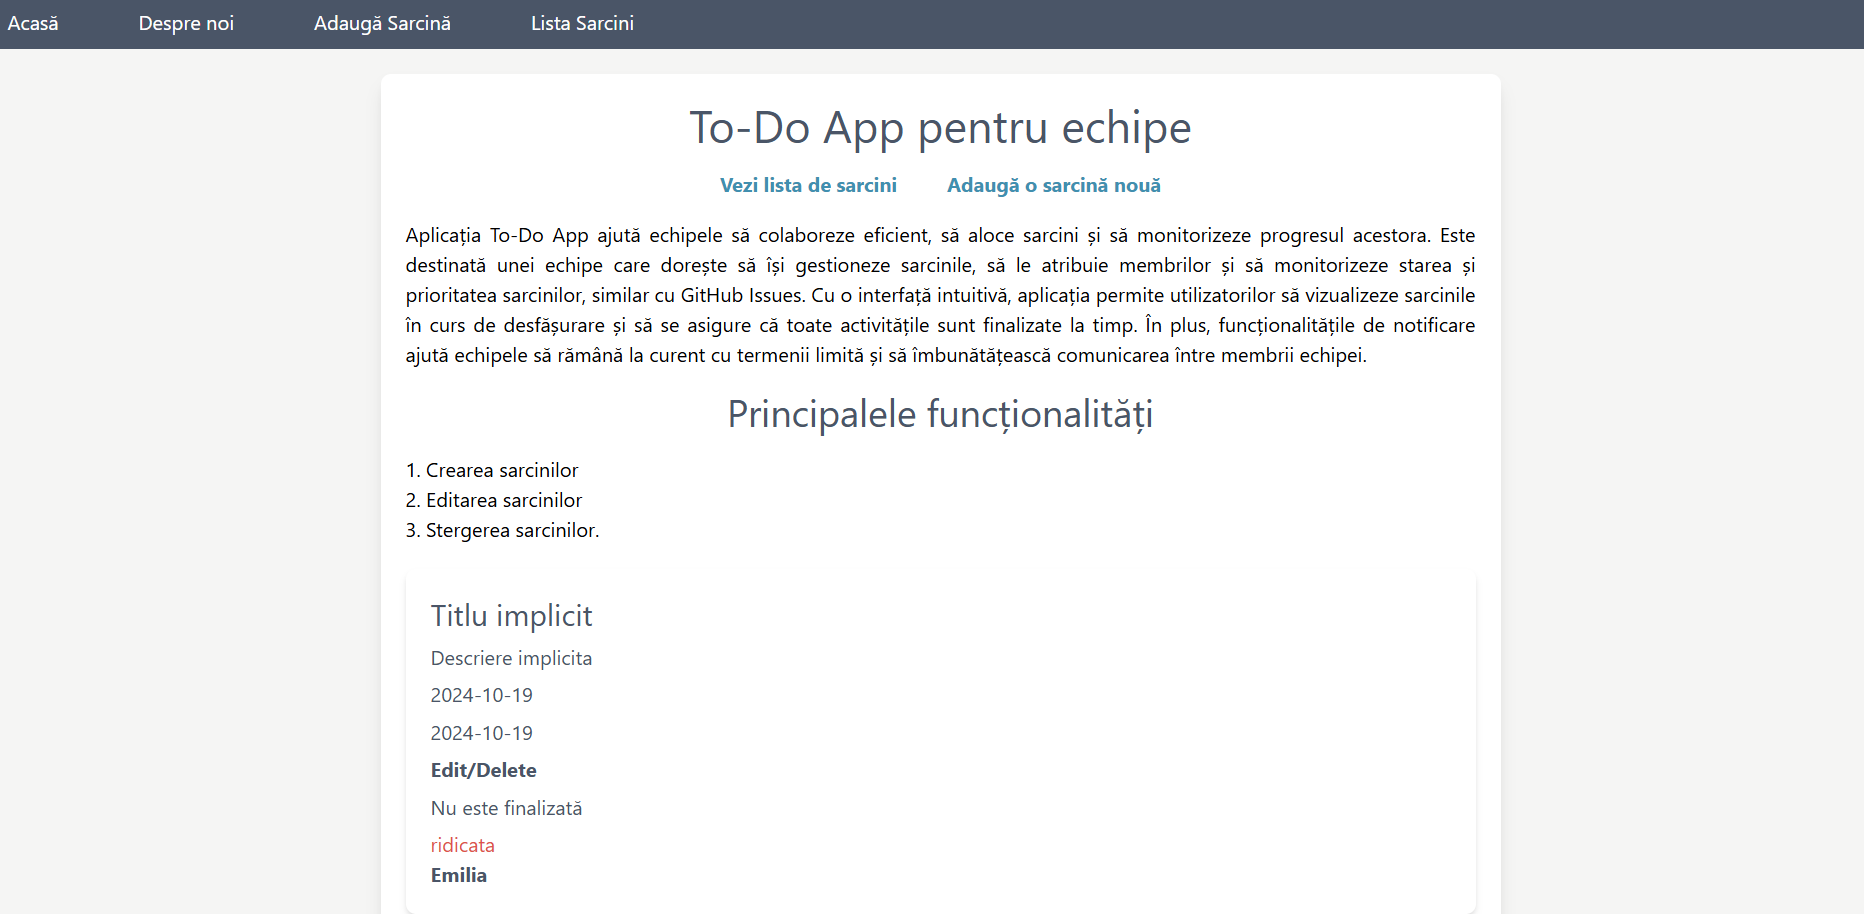 Acasă Despre noi Adaugă Sarcină Lista Sarcini
To-Do App pentru echipe
Vezi lista de sarcini Adaugă o sarcină nouă
Aplicația To-Do App ajută echipele să colaboreze eficient, să aloce sarcini și să monitorizeze progresul acestora. Este
destinată unei echipe care dorește să își gestioneze sarcinile, să le atribuie membrilor și să monitorizeze starea și
prioritatea sarcinilor, similar cu GitHub Issues. Cu o interfață intuitivă, aplicația permite utilizatorilor să vizualizeze sarcinile
în curs de desfășurare și să se asigure că toate activitățile sunt finalizate la timp. În plus, funcționalitățile de notificare
ajută echipele să rămână la curent cu termenii limită și să îmbunătățească comunicarea între membrii echipei.
Principalele funcționalități
1. Crearea sarcinilor
2. Editarea sarcinilor
3. Stergerea sarcinilor.
Titlu implicit
Descriere implicita
2024-10-19
2024-10-19
Edit/Delete
Nu este finalizată
ridicata
Emilia